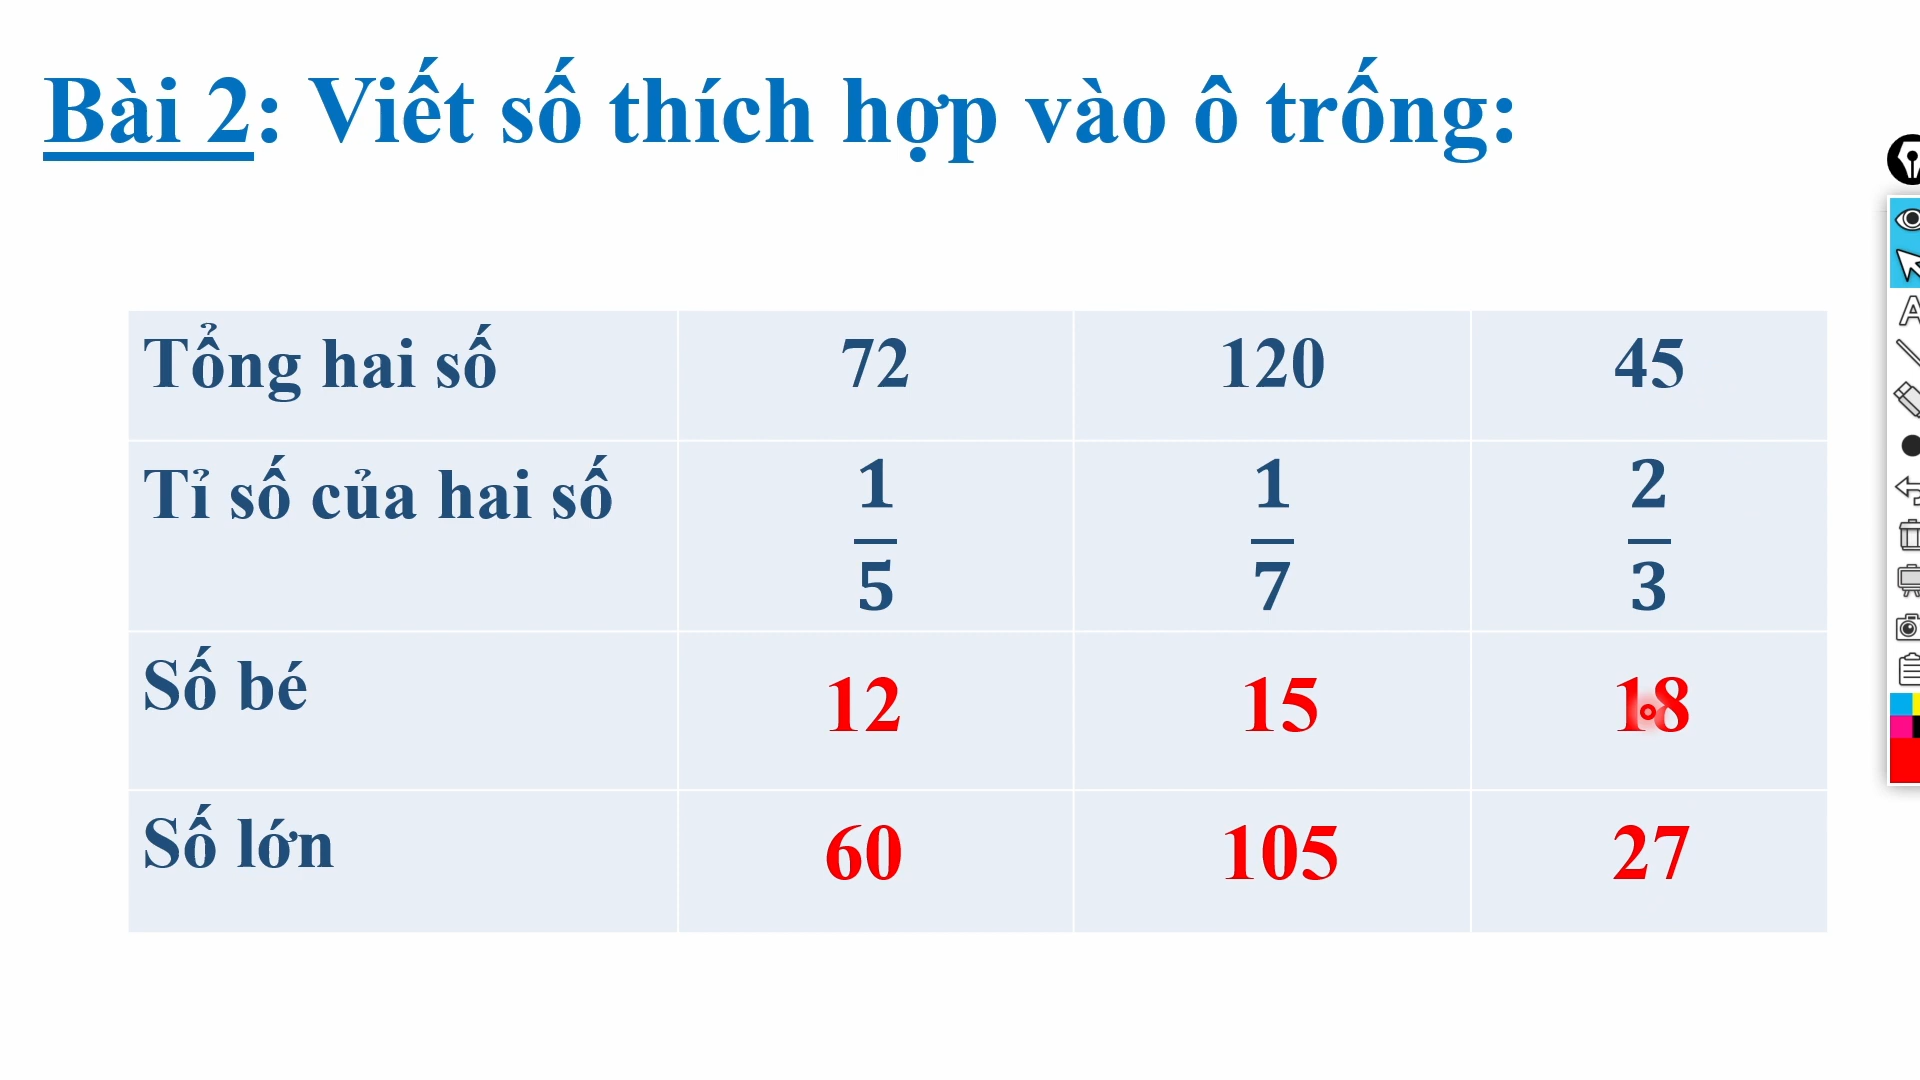 Bài 2: Viết số thích hợp vào ô trống:
Tổng hai số 72 120 45
Tỉ số của hai số 1/5 1/7 2/3
Số bé 12 15 18
Số lớn 60 105 27